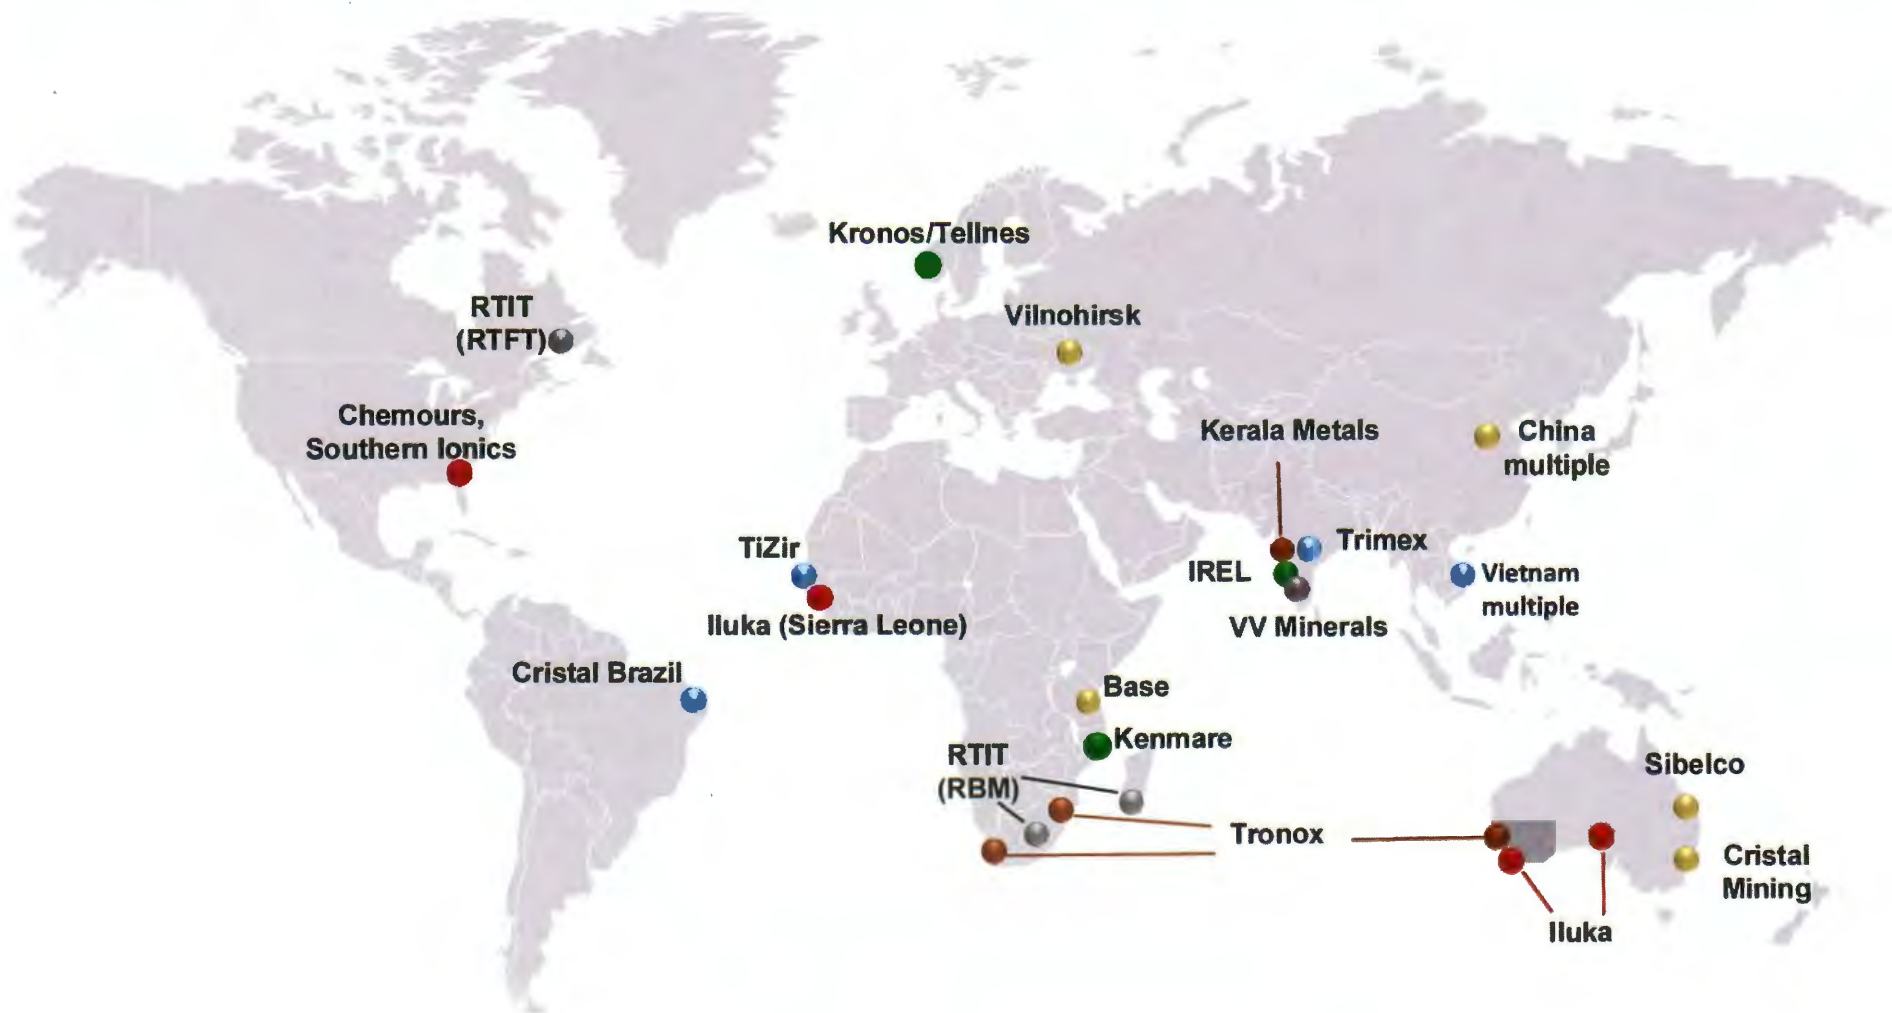 Kronos/Tellnes
RTIT
(RTFT)
Vilnohirsk
Chemours,
Southern Ionics
Kerala Metals
China
multiple
TiZir
Trimex
IREL
Vietnam
multiple
Iluka (Sierra Leone)
VV Minerals
Cristal Brazil
Base
Kenmare
RTIT
(RBM)
Sibelco
Tronox
Cristal
Mining
Iluka